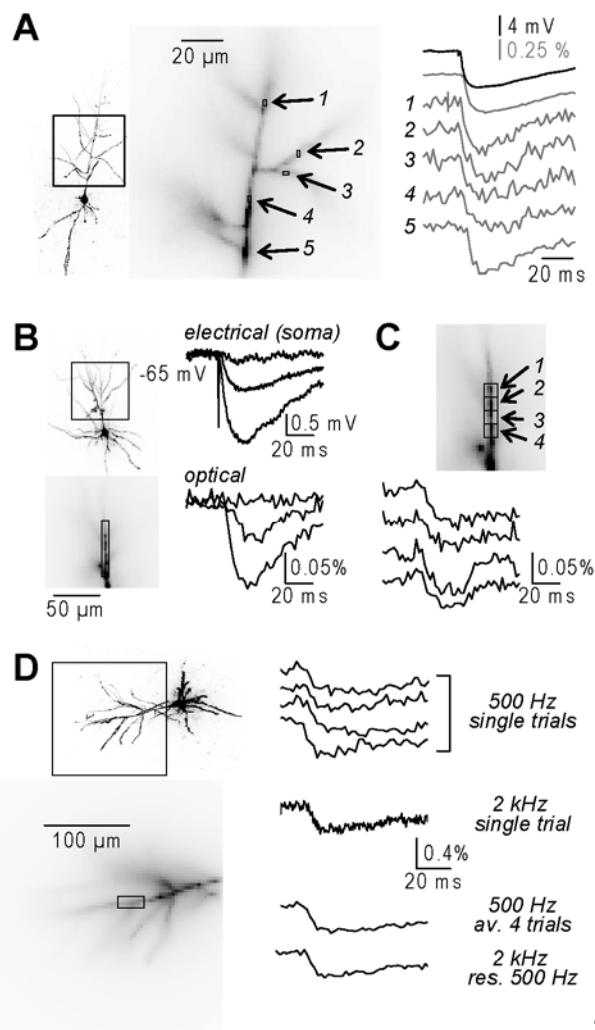 A
20 µm
4 mV
0.25 %
1
2
3
4
5
1
2
3
4
5
20 ms
B
-65 mV
electrical (soma)
0.5 mV
20 ms
optical
0.05%
20 ms
50 µm
C
1
2
3
4
0.05%
20 ms
D
500 Hz
single trials
2 kHz
single trial
0.4%
20 ms
100 µm
500 Hz
av. 4 trials
2 kHz
res. 500 Hz